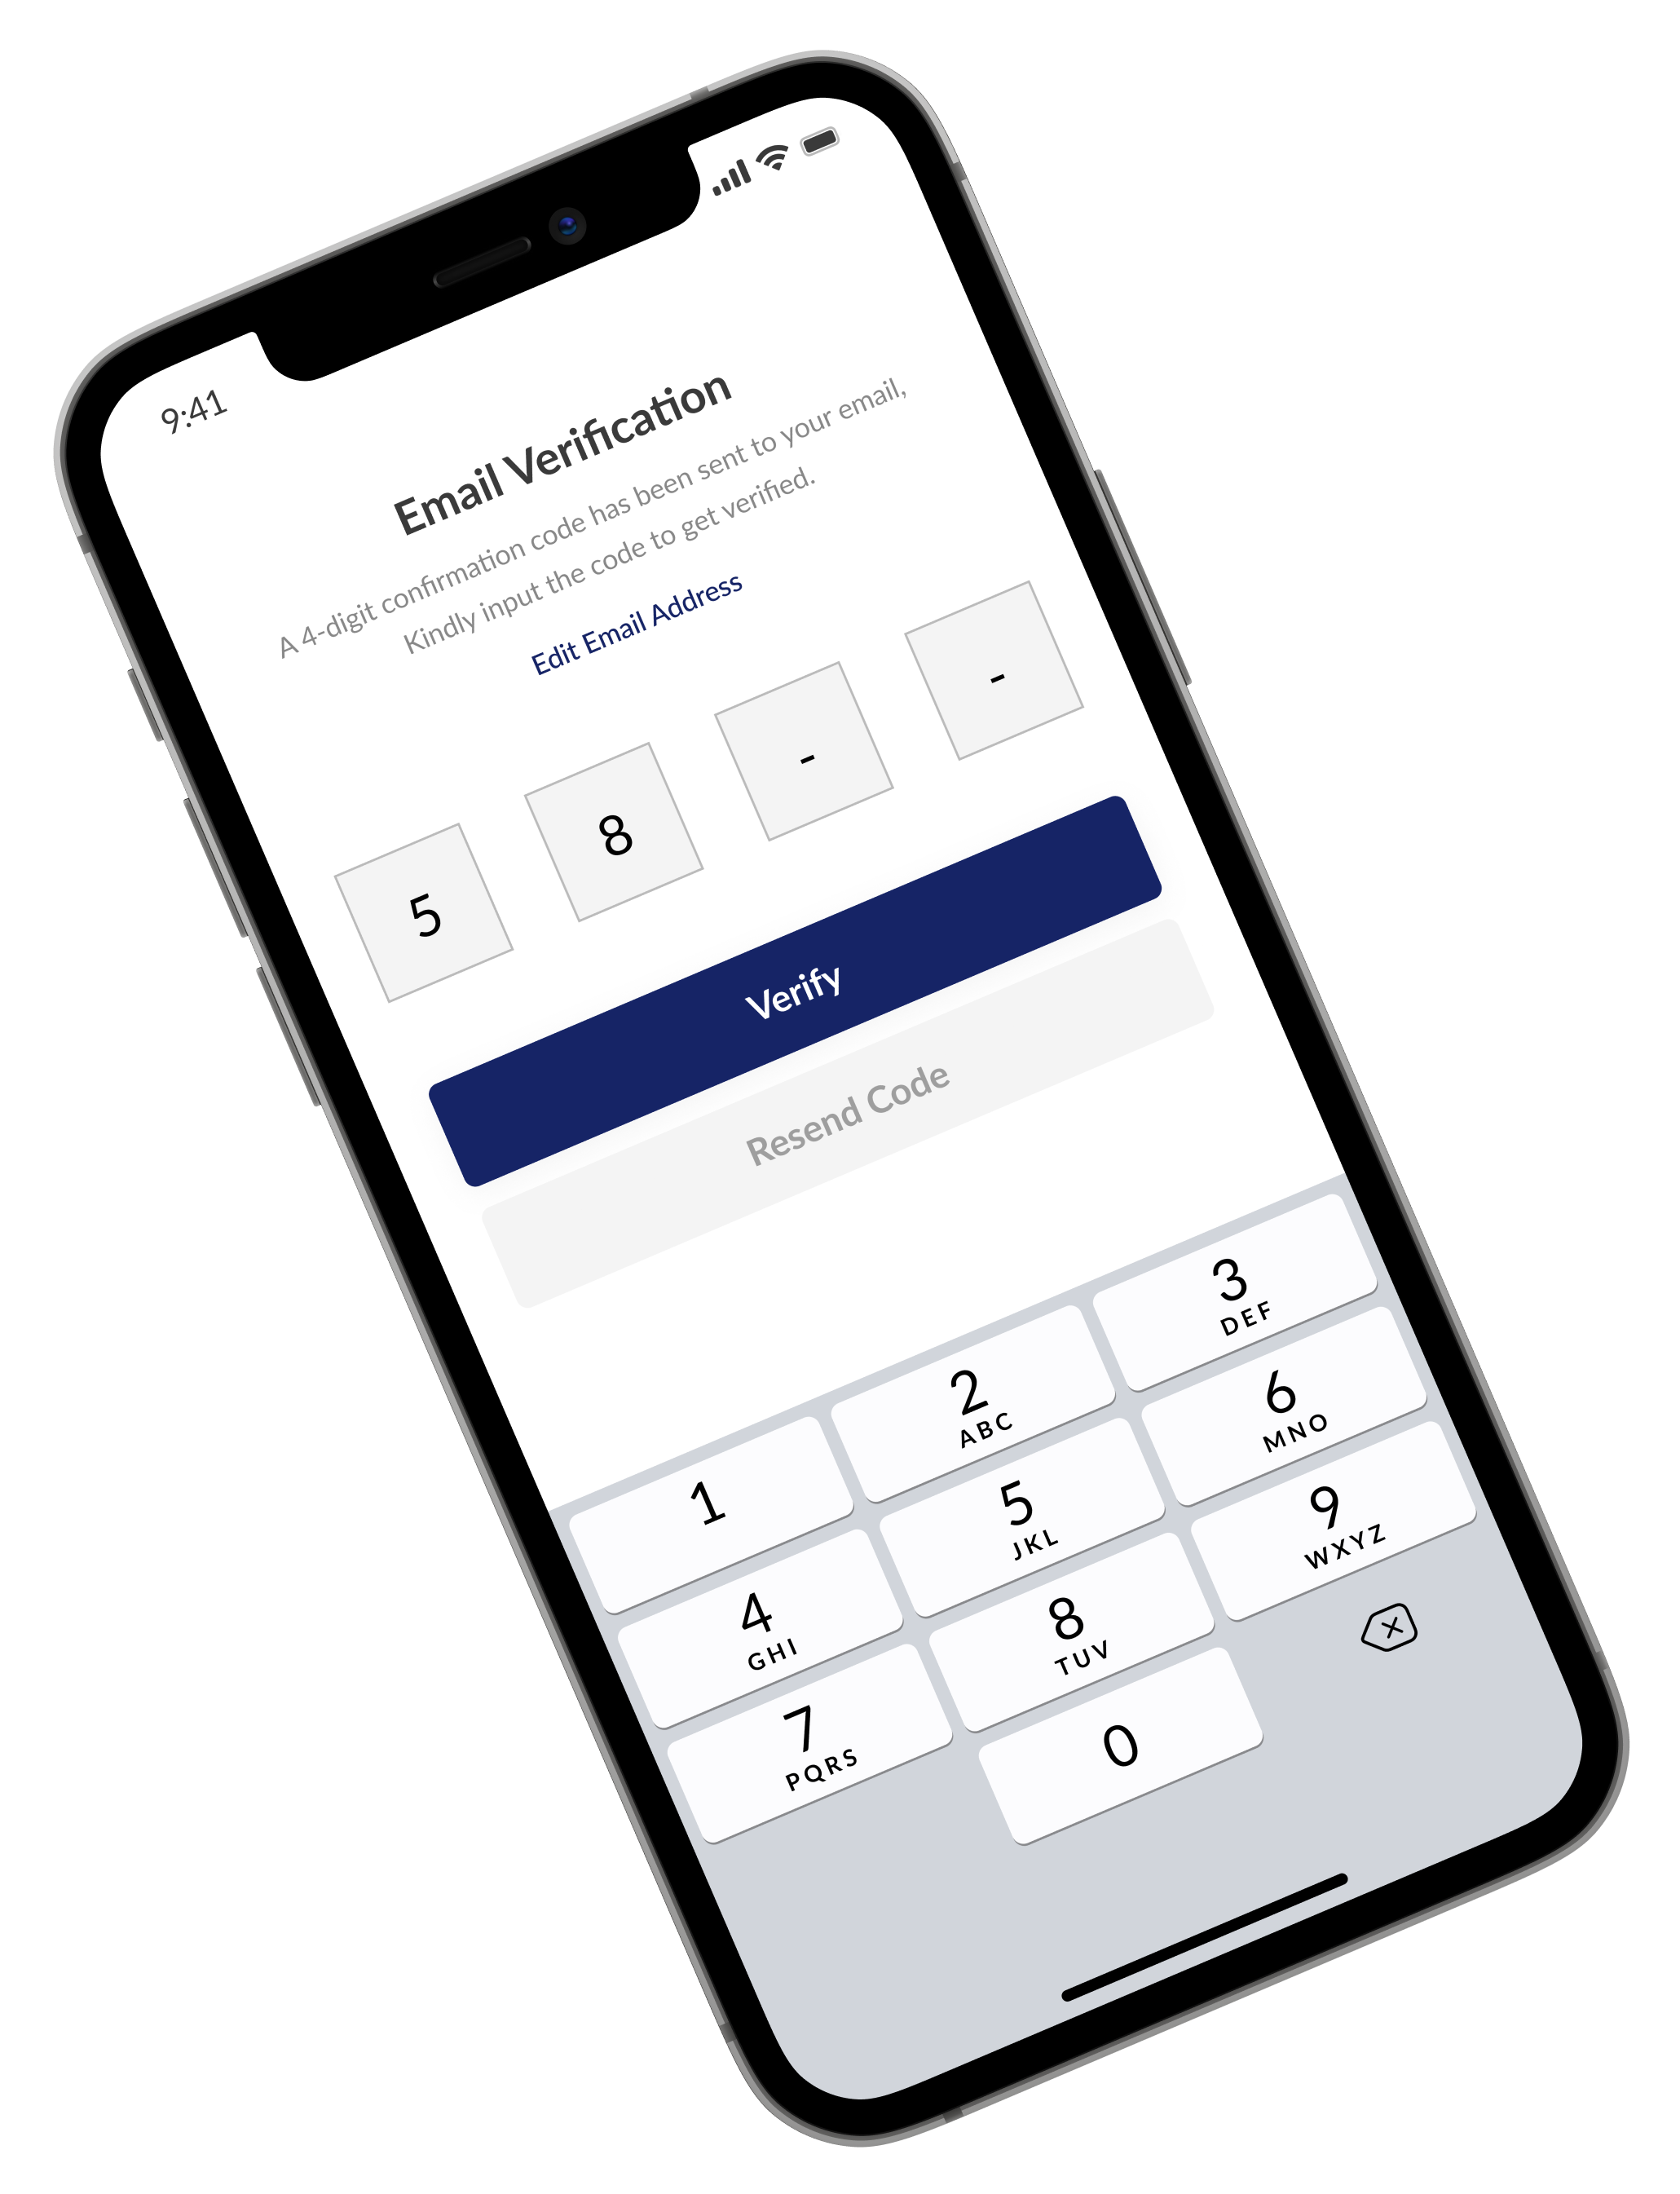 9:41
Email Verification
A 4-digit confirmation code has been sent to your email,
Kindly input the code to get verified.
Edit Email Address
5 8 - -
Verify
Resend Code
1 2 3
ABC DEF
4 5 6
GHI JKL MNO
7 8 9
PQRS TUV WXYZ
0